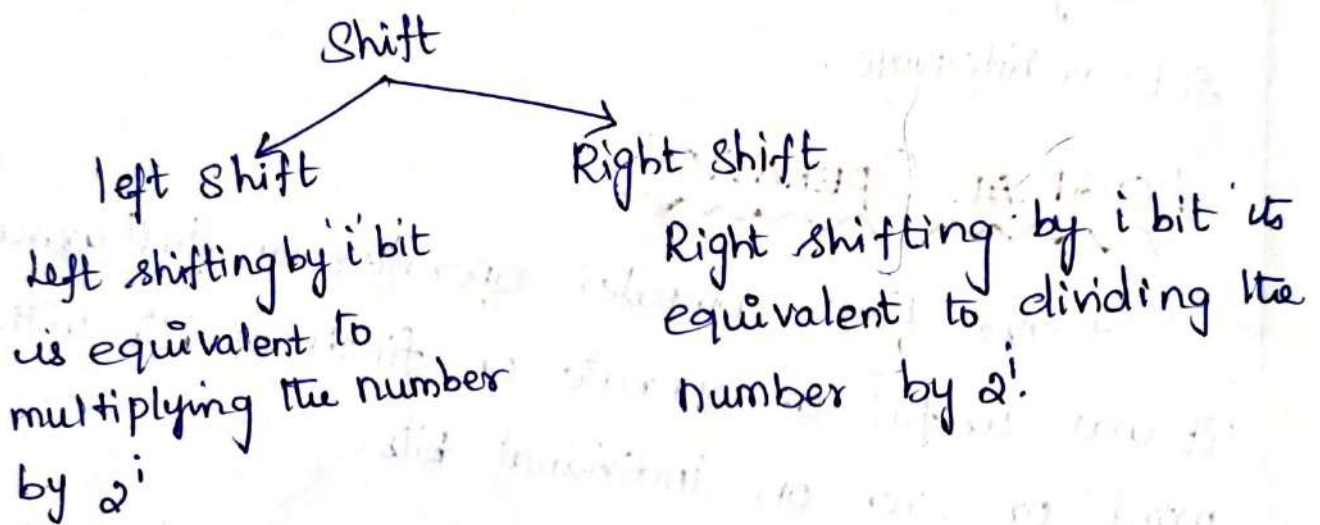 Shift
left shift
Left shifting by 'i' bit
is equivalent to
multiplying the number
by 2^i
Right shift
Right shifting by i bit is
equivalent to dividing the
number by 2^i.